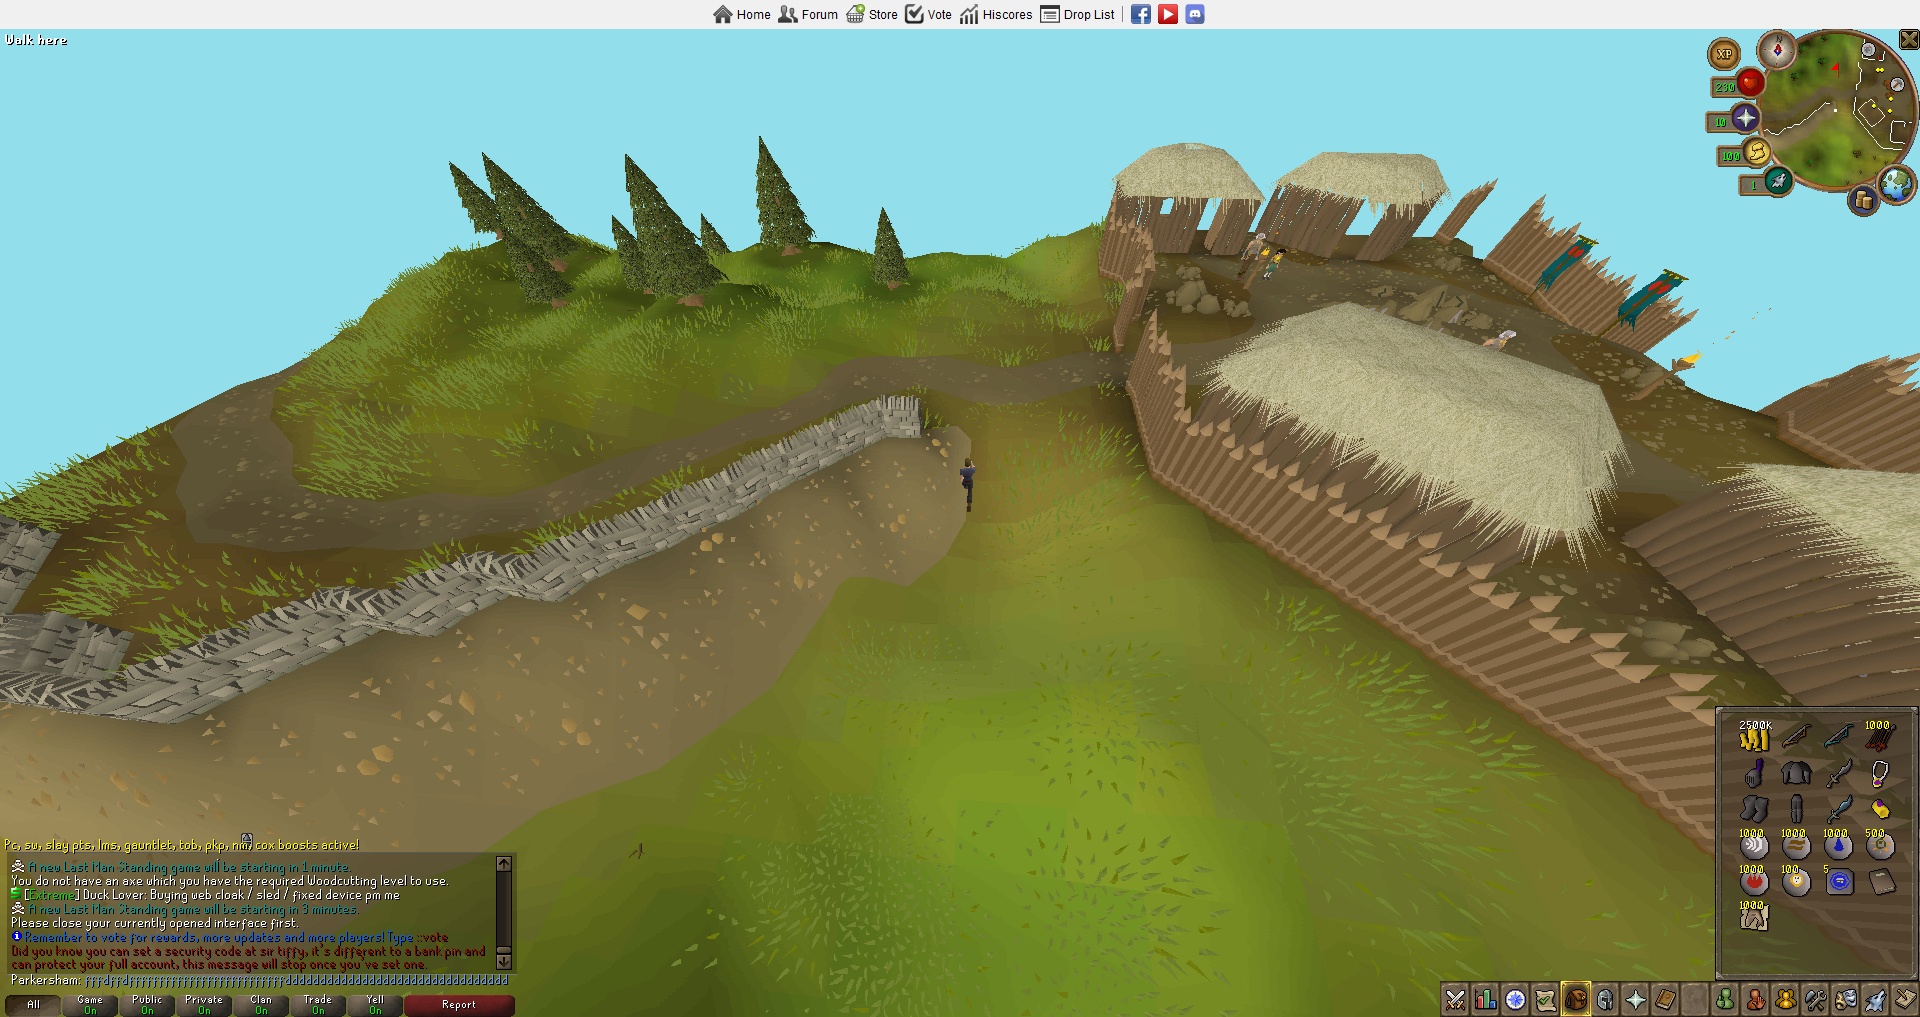 Home Forum Store Vote Hiscores Drop List
Walk here
XP
N
230
10
100
1
2500K
1000
1000 1000 1000 500
1000 100 5
1000
Pc, sw, slay pts, lms, gauntlet, tob, pkp, nm, cox boosts active!
A new Last Man Standing game will be starting in 1 minute
You do not have an axe which you have the required Woodcutting level to use.
[Extreme] Duck Lover: Buying web cloak / sled / fixed device pm me
A new Last Man Standing game will be starting in 3 minutes.
Please close your currently opened interface first.
Remember to vote for rewards, more updates and more players! Type ::vote
Did you know you can set a security code at sir tiffy, it's different to a bank pin and
can protect your full account, this message will stop once you've set one.
Parkersham:
All Game Public Private Clan Trade Yell Report
On On On On On On